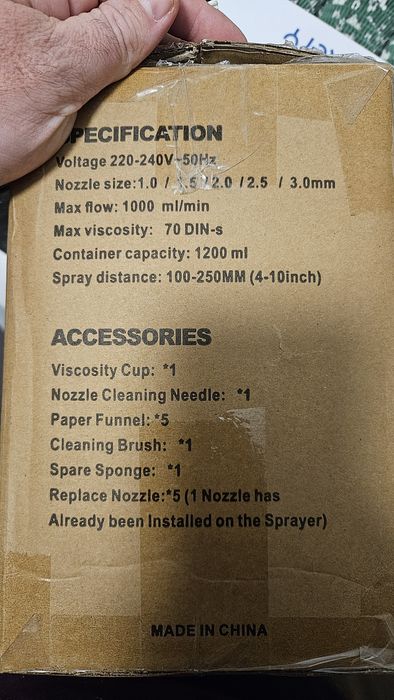 SPECIFICATION
Voltage 220-240V~50Hz
Nozzle size:1.0 / 1.5 / 2.0 / 2.5 / 3.0mm
Max flow: 1000 ml/min
Max viscosity: 70 DIN-s
Container capacity: 1200 ml
Spray distance: 100-250MM (4-10inch)
ACCESSORIES
Viscosity Cup: *1
Nozzle Cleaning Needle: *1
Paper Funnel: *5
Cleaning Brush: *1
Spare Sponge: *1
Replace Nozzle:*5 (1 Nozzle has
Already been Installed on the Sprayer)
MADE IN CHINA